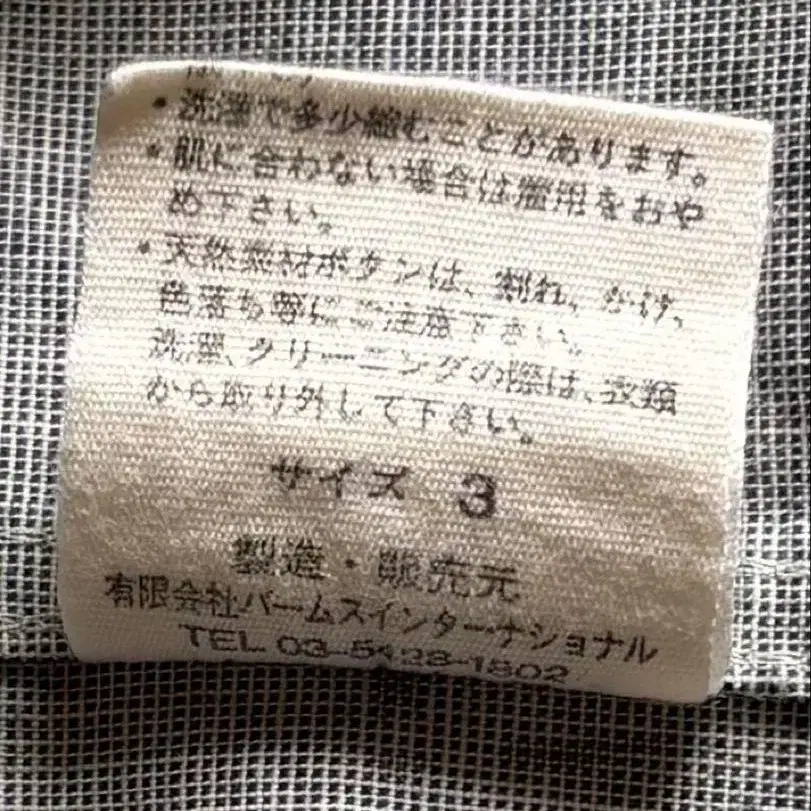 ・洗濯で多少縮むことがあります。
・肌に合わない場合は着用をおや
め下さい。
・天然素材ボタンは、割れ、かけ、
色落ち等にご注意下さい。
洗濯、クリーニングの際は、衣類
から取り外して下さい。
サイズ 3
製造・販売元
有限会社パームスインターナショナル
TEL 03-5428-1802